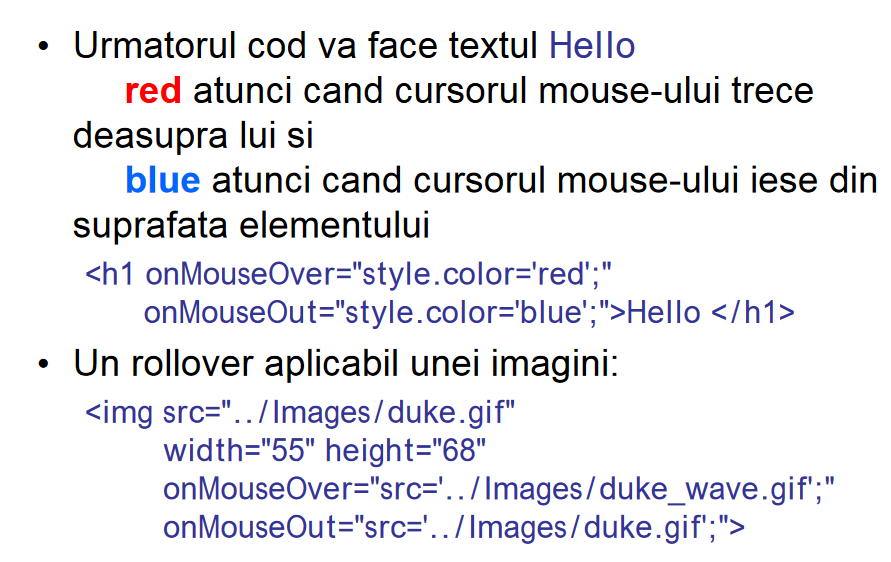 • Urmatorul cod va face textul Hello
red atunci cand cursorul mouse-ului trece
deasupra lui si
blue atunci cand cursorul mouse-ului iese din
suprafata elementului
<h1 onMouseOver="style.color='red';"
onMouseOut="style.color='blue';">Hello </h1>
• Un rollover aplicabil unei imagini:
<img src="../Images/duke.gif"
width="55" height="68"
onMouseOver="src='../Images/duke_wave.gif';"
onMouseOut="src='../Images/duke.gif';">